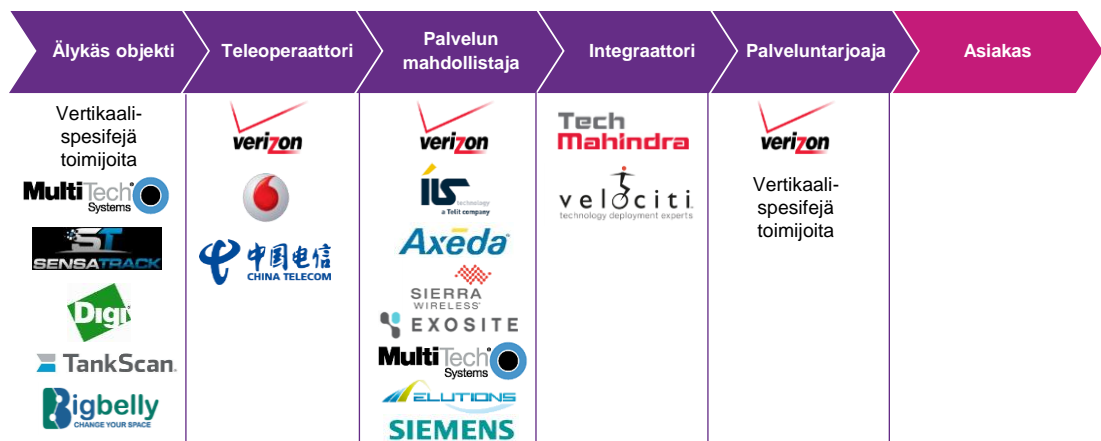 Älykäs objekti
Teleoperaattori
Palvelun
mahdollistaja
Integraattori
Palveluntarjoaja
Asiakas
Vertikaali-
spesifejä
toimijoita
MultiTech
Systems
ST
SENSATRACK
Digi
TankScan
Bigbelly
CHANGE YOUR SPACE
verizon
中国电信
CHINA TELECOM
verizon
ils
technology
a Telit company
Axeda
SIERRA
WIRELESS
EXOSITE
MultiTech
Systems
ELUTIONS
SIEMENS
Tech
Mahindra
velociti
technology deployment experts
verizon
Vertikaali-
spesifejä
toimijoita